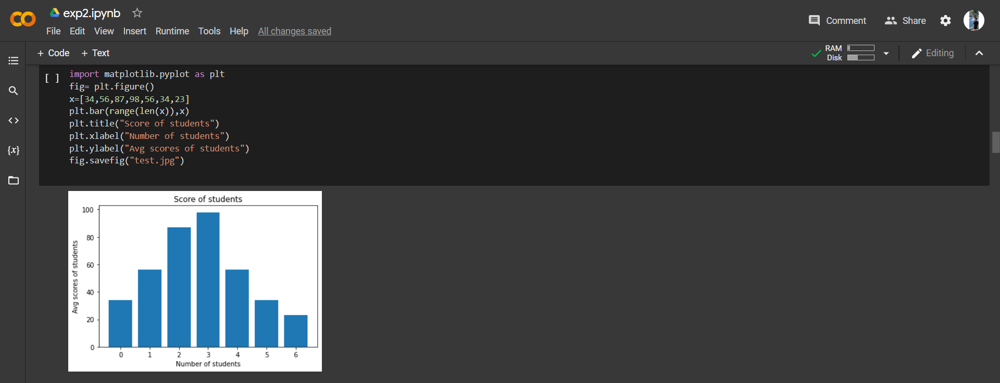 exp2.ipynb
Comment
Share
File Edit View Insert Runtime Tools Help All changes saved
+ Code + Text
RAM
Disk
Editing
[ ]
import matplotlib.pyplot as plt
fig= plt.figure()
x=[34,56,87,98,56,34,23]
plt.bar(range(len(x)),x)
plt.title("Score of students")
plt.xlabel("Number of students")
plt.ylabel("Avg scores of students")
fig.savefig("test.jpg")
{x}
Score of students
Avg scores of students
100
80
60
40
20
0
0 1 2 3 4 5 6
Number of students